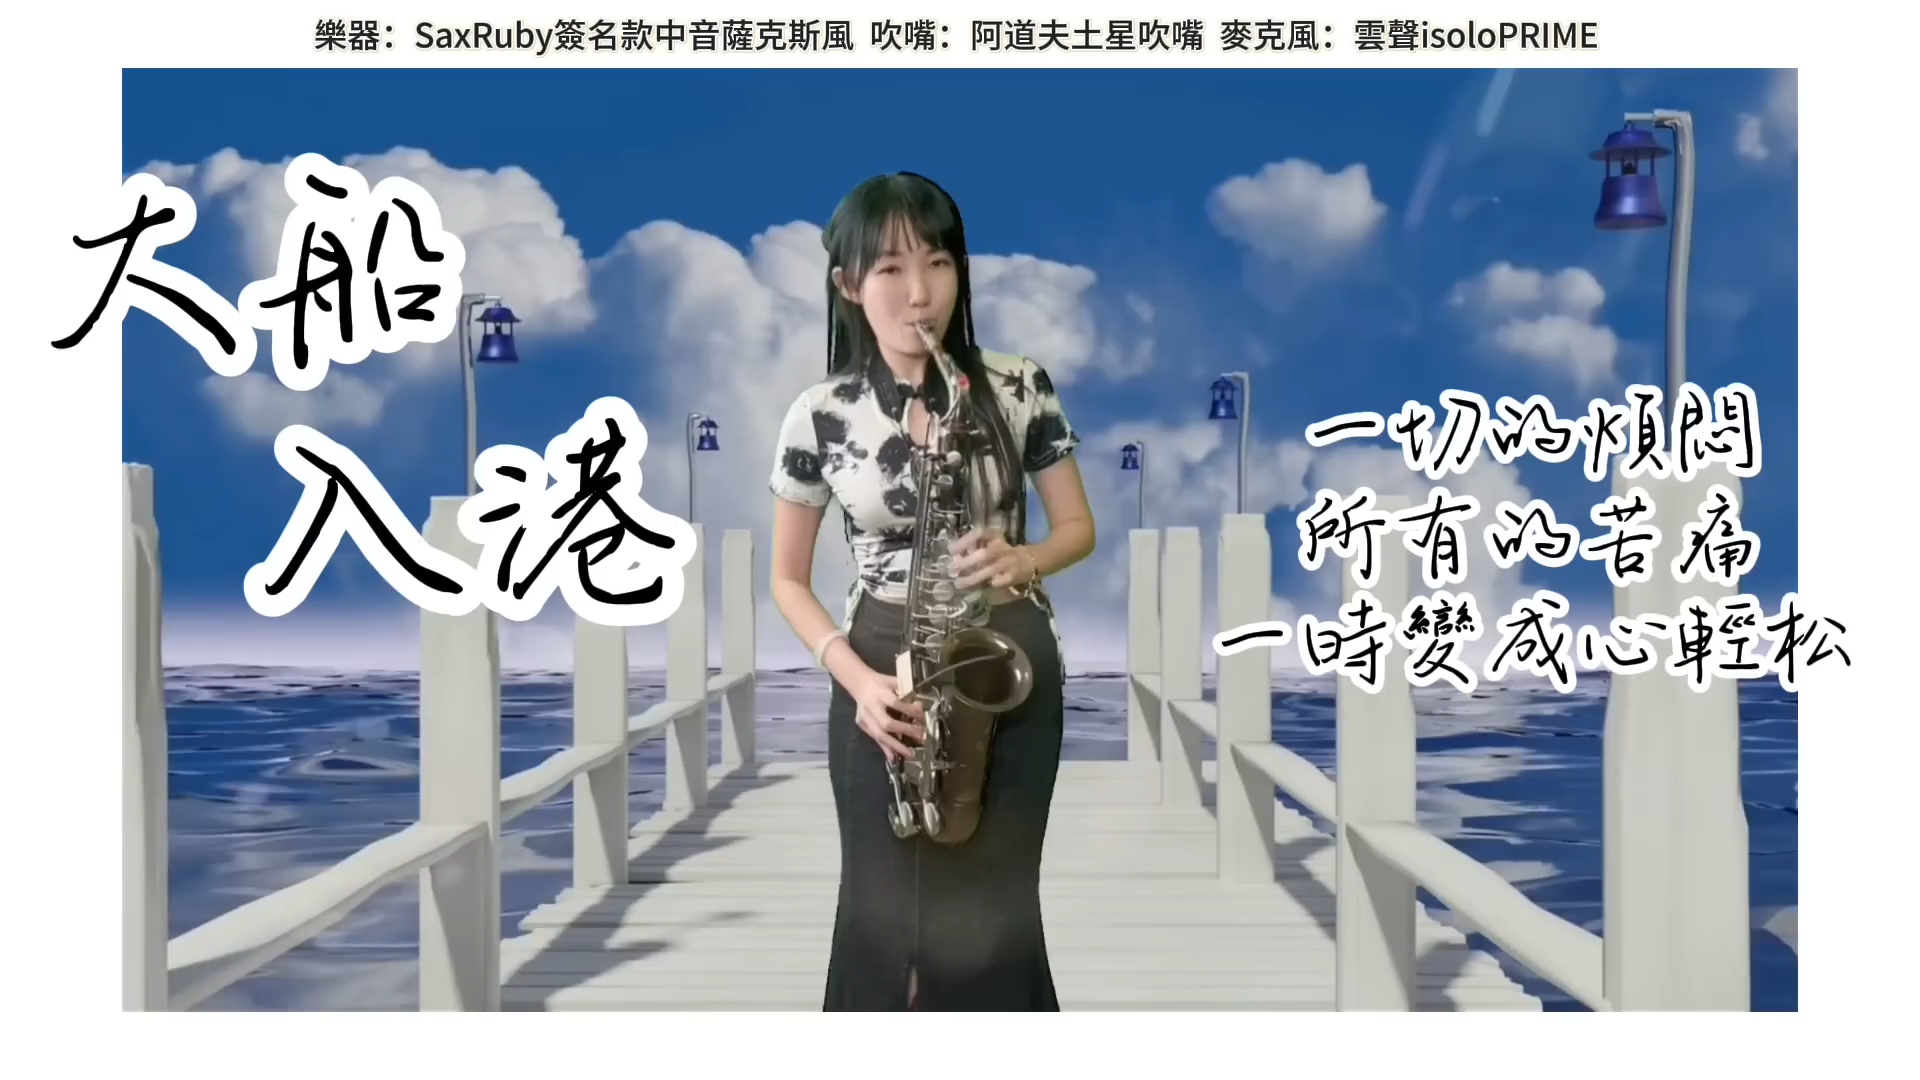 樂器：SaxRuby簽名款中音薩克斯風 吹嘴：阿道夫土星吹嘴 麥克風：雲聲isoloPRIME
大船
入港
一切的煩悶
所有的苦痛
一時變成心輕松